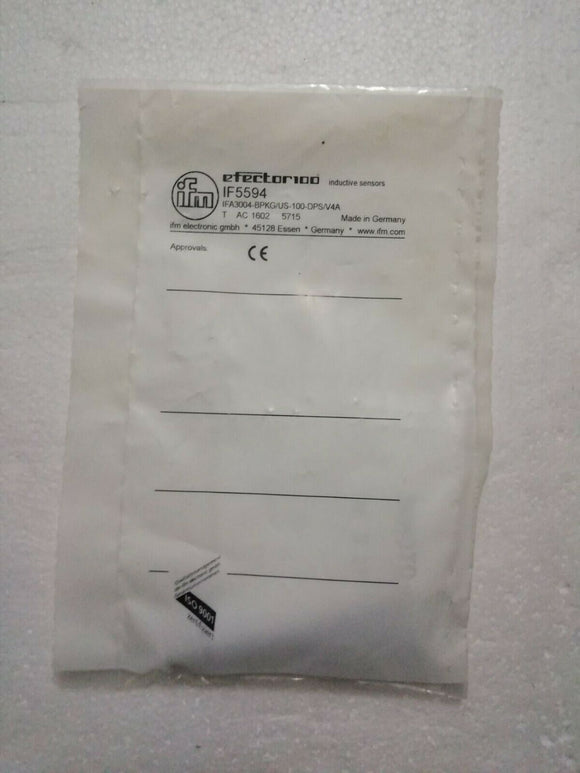 ifm
efector100 inductive sensors
IF5594
IFA3004-BPKG/US-100-DPS/V4A
T AC 1602 5715 Made in Germany
ifm electronic gmbh * 45128 Essen * Germany * www.ifm.com
Approvals: CE
ISO 9001